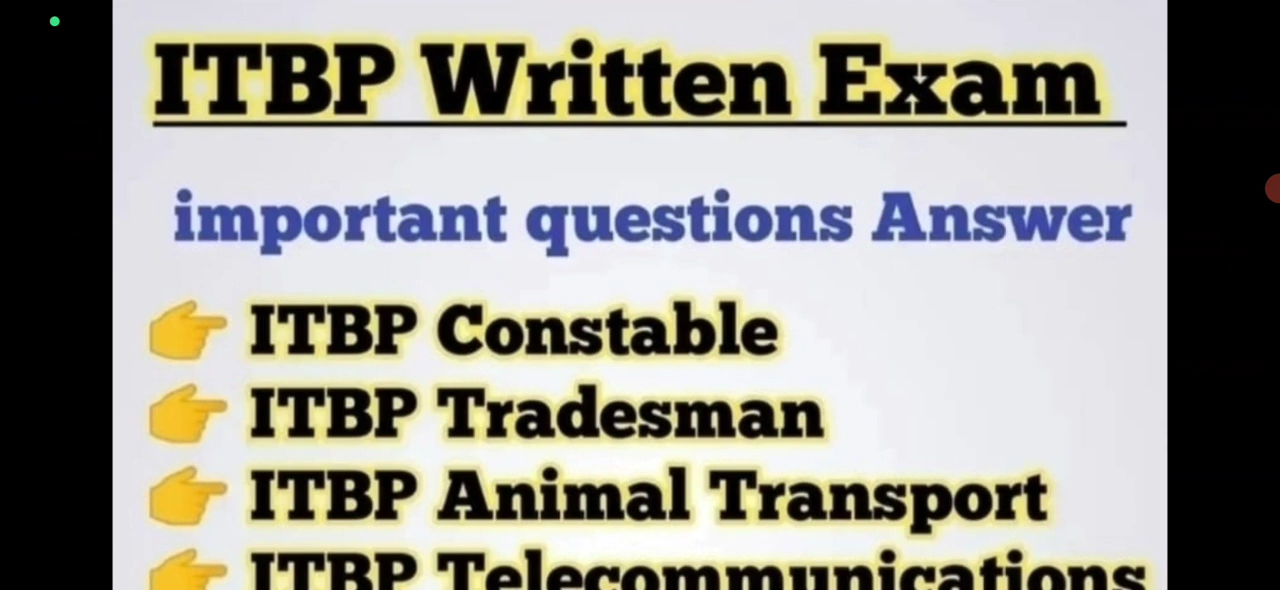 ITBP Written Exam
important questions Answer
👉 ITBP Constable
👉 ITBP Tradesman
👉 ITBP Animal Transport
👉 ITBP Telecommunications